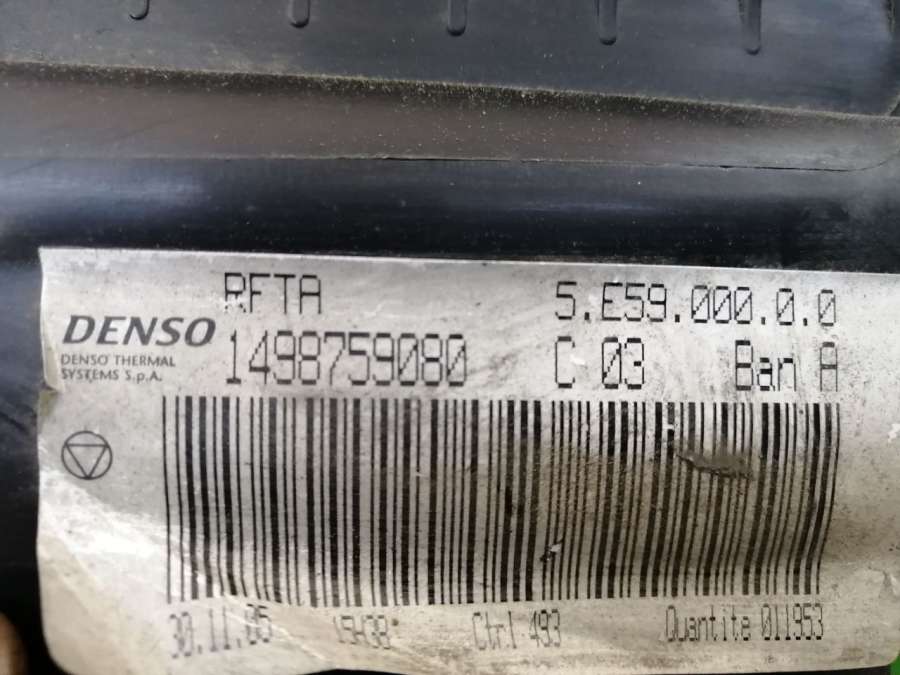 RFTA 5.E59.000.0.0
DENSO 1498759080 C 03 Ban A
DENSO THERMAL
SYSTEMS S.p.A.
30.11.05 15H38 Ctrl 493 Quantite 011953